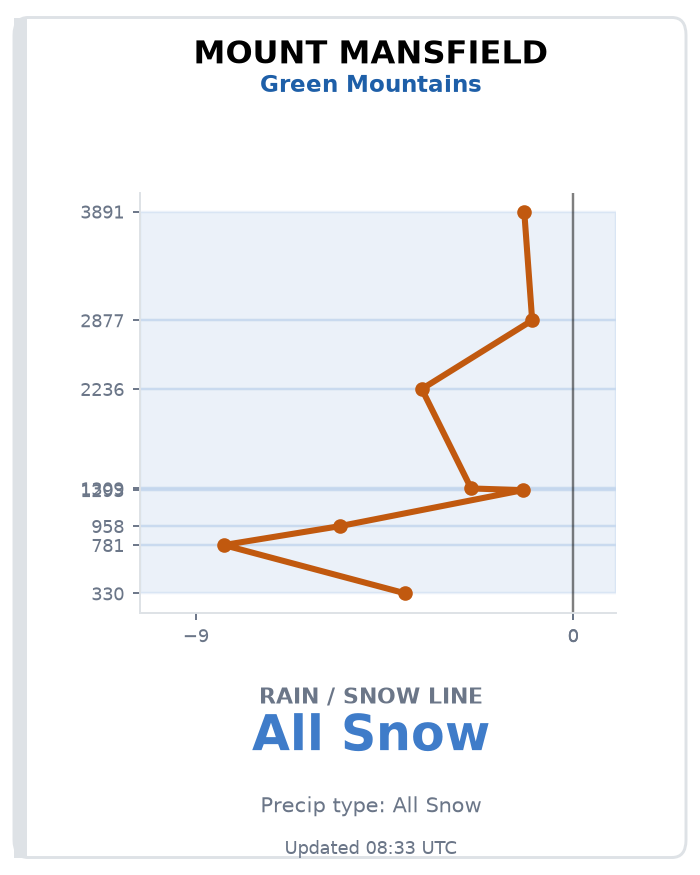 MOUNT MANSFIELD
Green Mountains
3891
2877
2236
958
781
330
−9
0
RAIN / SNOW LINE
All Snow
Precip type: All Snow
Updated 08:33 UTC